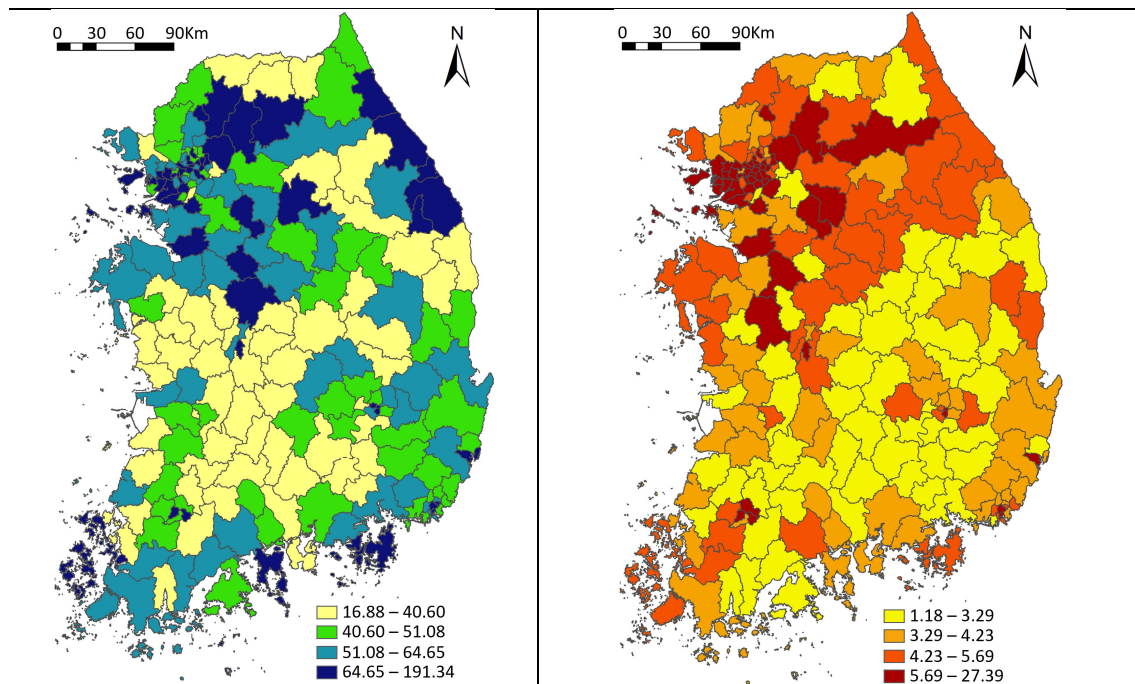 0 30 60 90Km
N
16.88 – 40.60
40.60 – 51.08
51.08 – 64.65
64.65 – 191.34
0 30 60 90Km
N
1.18 – 3.29
3.29 – 4.23
4.23 – 5.69
5.69 – 27.39